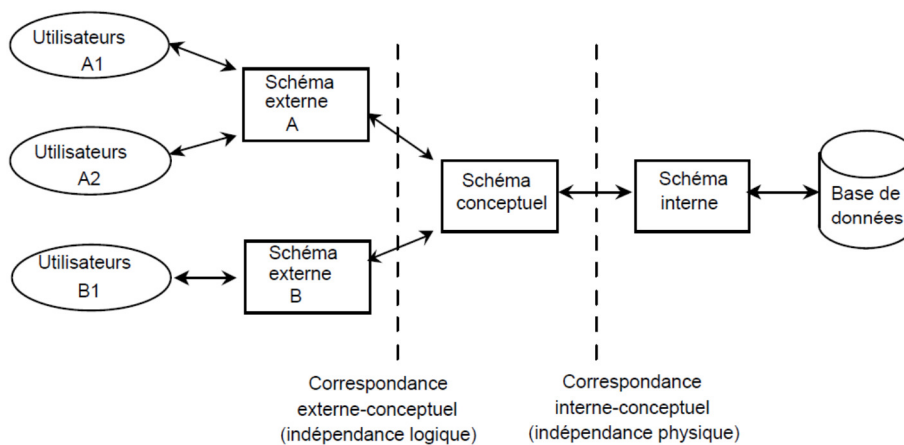 Utilisateurs
A1
Schéma
externe
A
Utilisateurs
A2
Schéma
conceptuel
Schéma
interne
Base de
données
Utilisateurs
B1
Schéma
externe
B
Correspondance
externe-conceptuel
(indépendance logique)
Correspondance
interne-conceptuel
(indépendance physique)